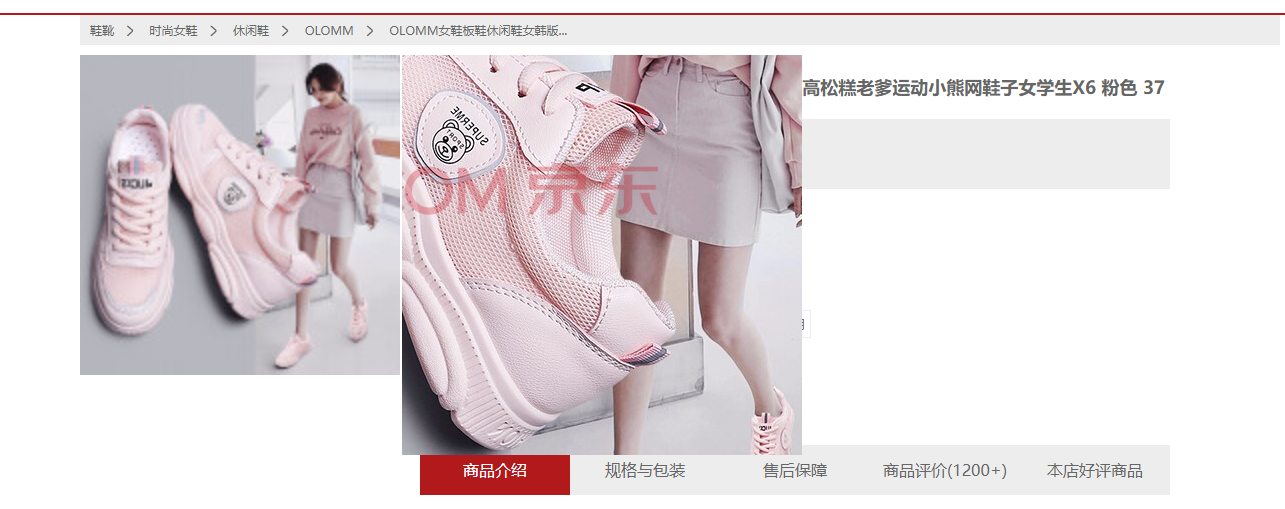 鞋靴 > 时尚女鞋 > 休闲鞋 > OLOMM > OLOMM女鞋板鞋休闲鞋女韩版...
高松糕老爹运动小熊网鞋子女学生X6 粉色 37
SUPERME
SPORT
OM 京东
商品介绍 规格与包装 售后保障 商品评价(1200+) 本店好评商品